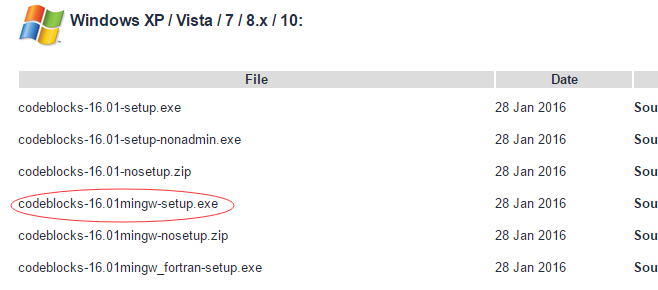 Windows XP / Vista / 7 / 8.x / 10:
File Date
codeblocks-16.01-setup.exe 28 Jan 2016 Sou
codeblocks-16.01-setup-nonadmin.exe 28 Jan 2016 Sou
codeblocks-16.01-nosetup.zip 28 Jan 2016 Sou
codeblocks-16.01mingw-setup.exe 28 Jan 2016 Sou
codeblocks-16.01mingw-nosetup.zip 28 Jan 2016 Sou
codeblocks-16.01mingw_fortran-setup.exe 28 Jan 2016 Sou